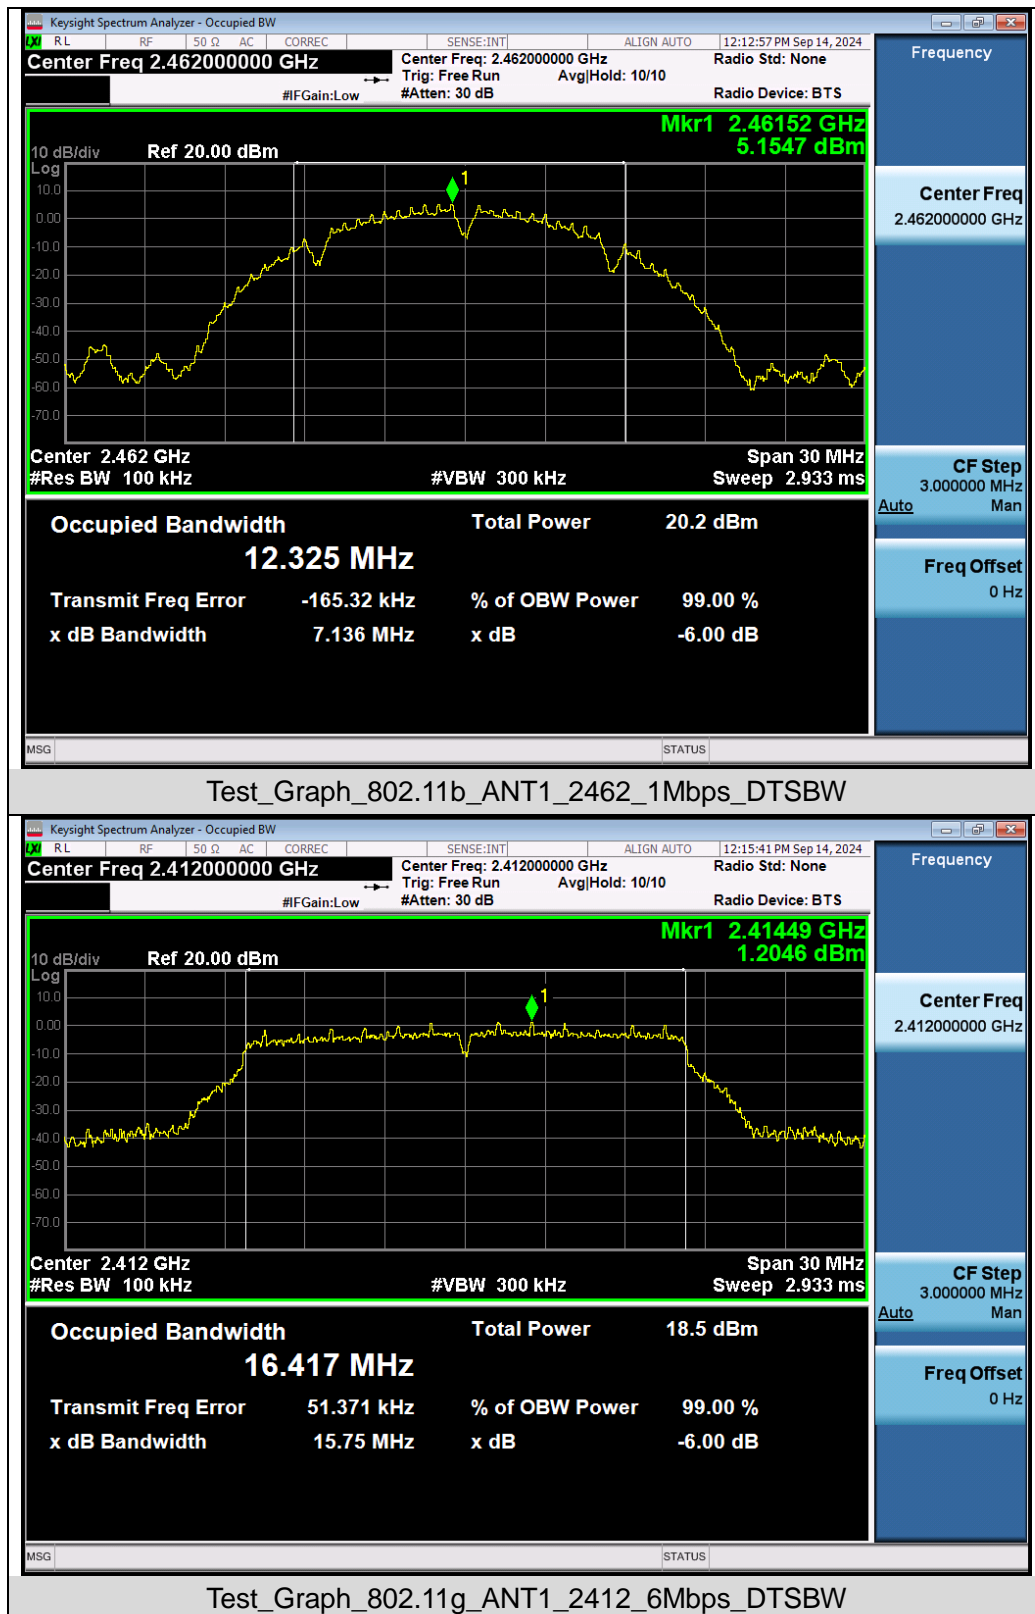 Keysight Spectrum Analyzer - Occupied BW
LXI RL RF 50 Ω AC CORREC SENSE:INT ALIGN AUTO 12:12:57 PM Sep 14, 2024
Center Freq 2.462000000 GHz
Center Freq: 2.462000000 GHz Radio Std: None
Trig: Free Run Avg|Hold: 10/10
#IFGain:Low #Atten: 30 dB Radio Device: BTS
Frequency
Mkr1 2.46152 GHz
10 dB/div Ref 20.00 dBm 5.1547 dBm
Log
1
10.0
0.00
-10.0
-20.0
-30.0
-40.0
-50.0
-60.0
-70.0
Center 2.462 GHz Span 30 MHz
#Res BW 100 kHz #VBW 300 kHz Sweep 2.933 ms
Center Freq
2.462000000 GHz
CF Step
3.000000 MHz
Auto Man
Freq Offset
0 Hz
Occupied Bandwidth Total Power 20.2 dBm
12.325 MHz
Transmit Freq Error -165.32 kHz % of OBW Power 99.00 %
x dB Bandwidth 7.136 MHz x dB -6.00 dB
MSG STATUS
Test_Graph_802.11b_ANT1_2462_1Mbps_DTSBW
Keysight Spectrum Analyzer - Occupied BW
LXI RL RF 50 Ω AC CORREC SENSE:INT ALIGN AUTO 12:15:41 PM Sep 14, 2024
Center Freq 2.412000000 GHz
Center Freq: 2.412000000 GHz Radio Std: None
Trig: Free Run Avg|Hold: 10/10
#IFGain:Low #Atten: 30 dB Radio Device: BTS
Frequency
Mkr1 2.41449 GHz
10 dB/div Ref 20.00 dBm 1.2046 dBm
Log
1
10.0
0.00
-10.0
-20.0
-30.0
-40.0
-50.0
-60.0
-70.0
Center 2.412 GHz Span 30 MHz
#Res BW 100 kHz #VBW 300 kHz Sweep 2.933 ms
Center Freq
2.412000000 GHz
CF Step
3.000000 MHz
Auto Man
Freq Offset
0 Hz
Occupied Bandwidth Total Power 18.5 dBm
16.417 MHz
Transmit Freq Error 51.371 kHz % of OBW Power 99.00 %
x dB Bandwidth 15.75 MHz x dB -6.00 dB
MSG STATUS
Test_Graph_802.11g_ANT1_2412_6Mbps_DTSBW